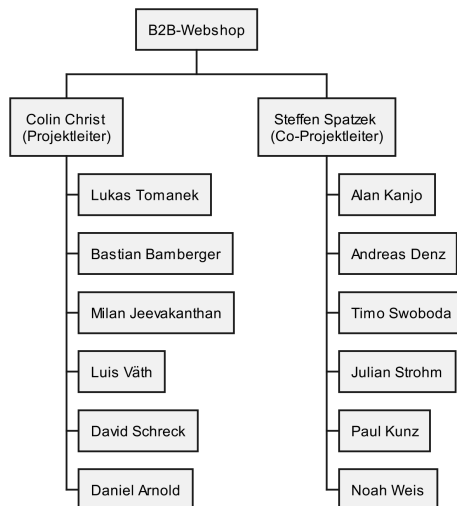 B2B-Webshop
Colin Christ
(Projektleiter)
Steffen Spatzek
(Co-Projektleiter)
Lukas Tomanek
Alan Kanjo
Bastian Bamberger
Andreas Denz
Milan Jeevakanthan
Timo Swoboda
Luis Väth
Julian Strohm
David Schreck
Paul Kunz
Daniel Arnold
Noah Weis